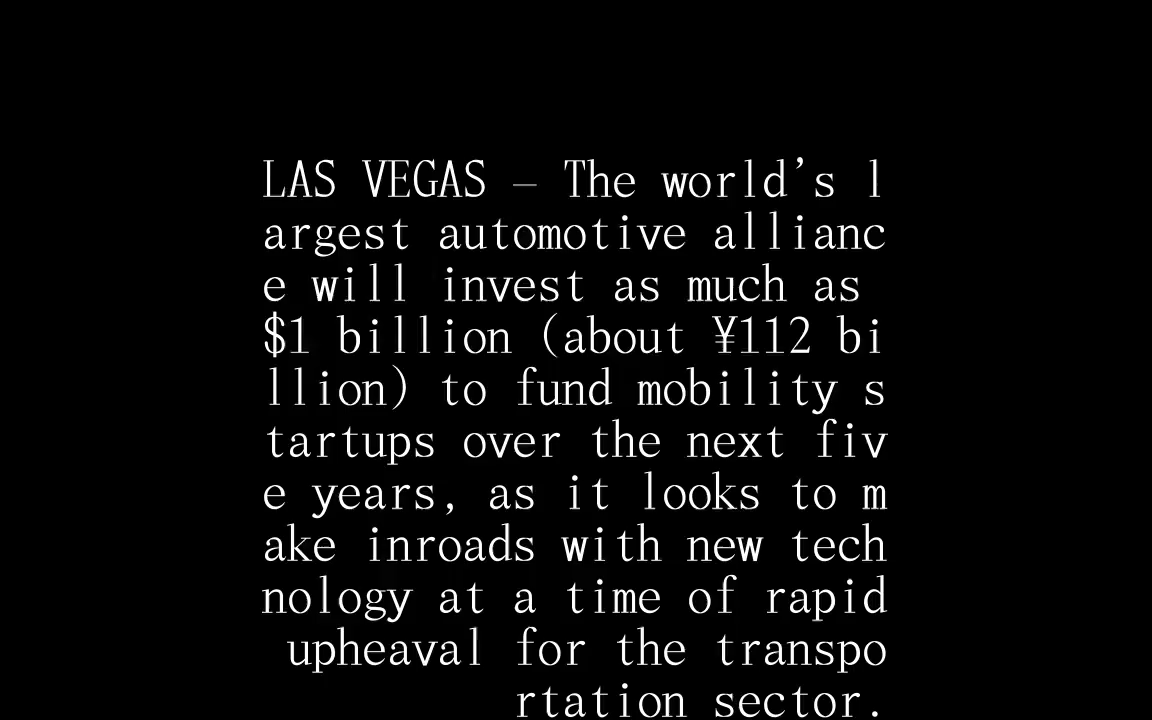 LAS VEGAS – The world’s l
argest automotive allianc
e will invest as much as
$1 billion (about ¥112 bi
llion) to fund mobility s
tartups over the next fiv
e years, as it looks to m
ake inroads with new tech
nology at a time of rapid
upheaval for the transpo
rtation sector.